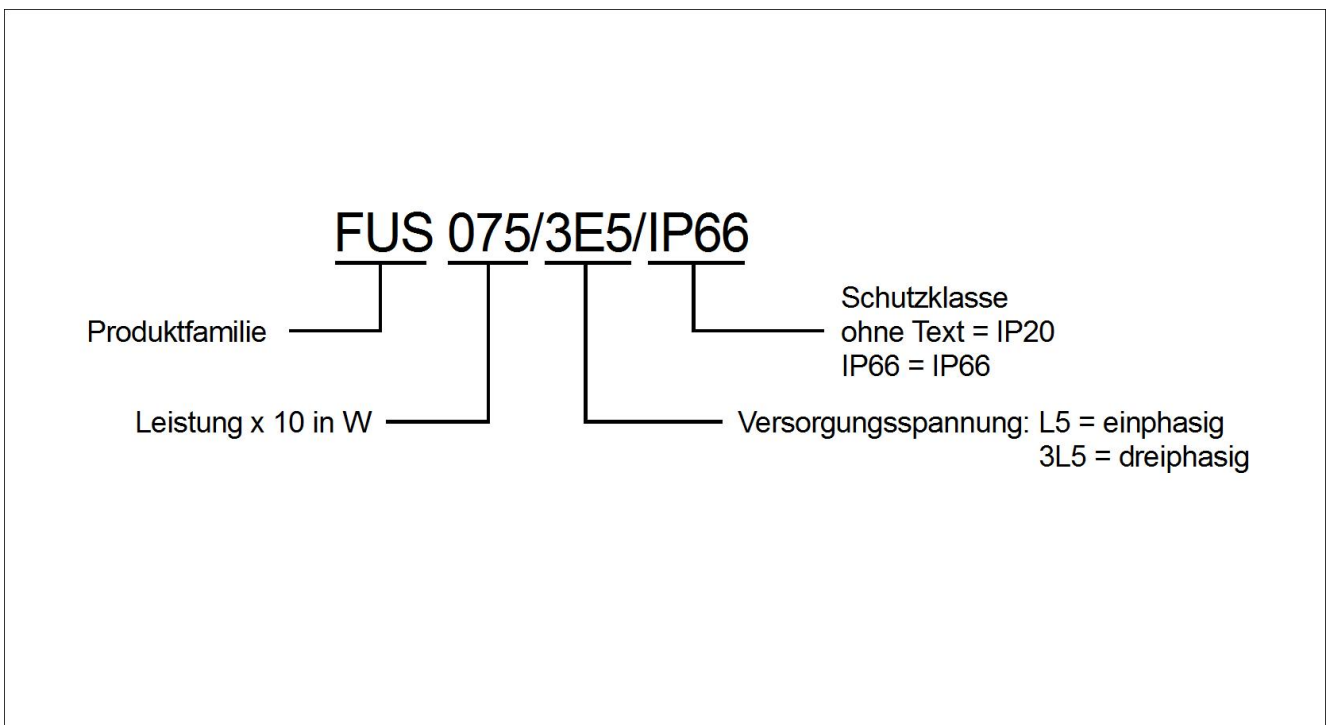 FUS 075/3E5/IP66
Produktfamilie
Schutzklasse
ohne Text = IP20
IP66 = IP66
Leistung x 10 in W
Versorgungsspannung: L5 = einphasig
3L5 = dreiphasig